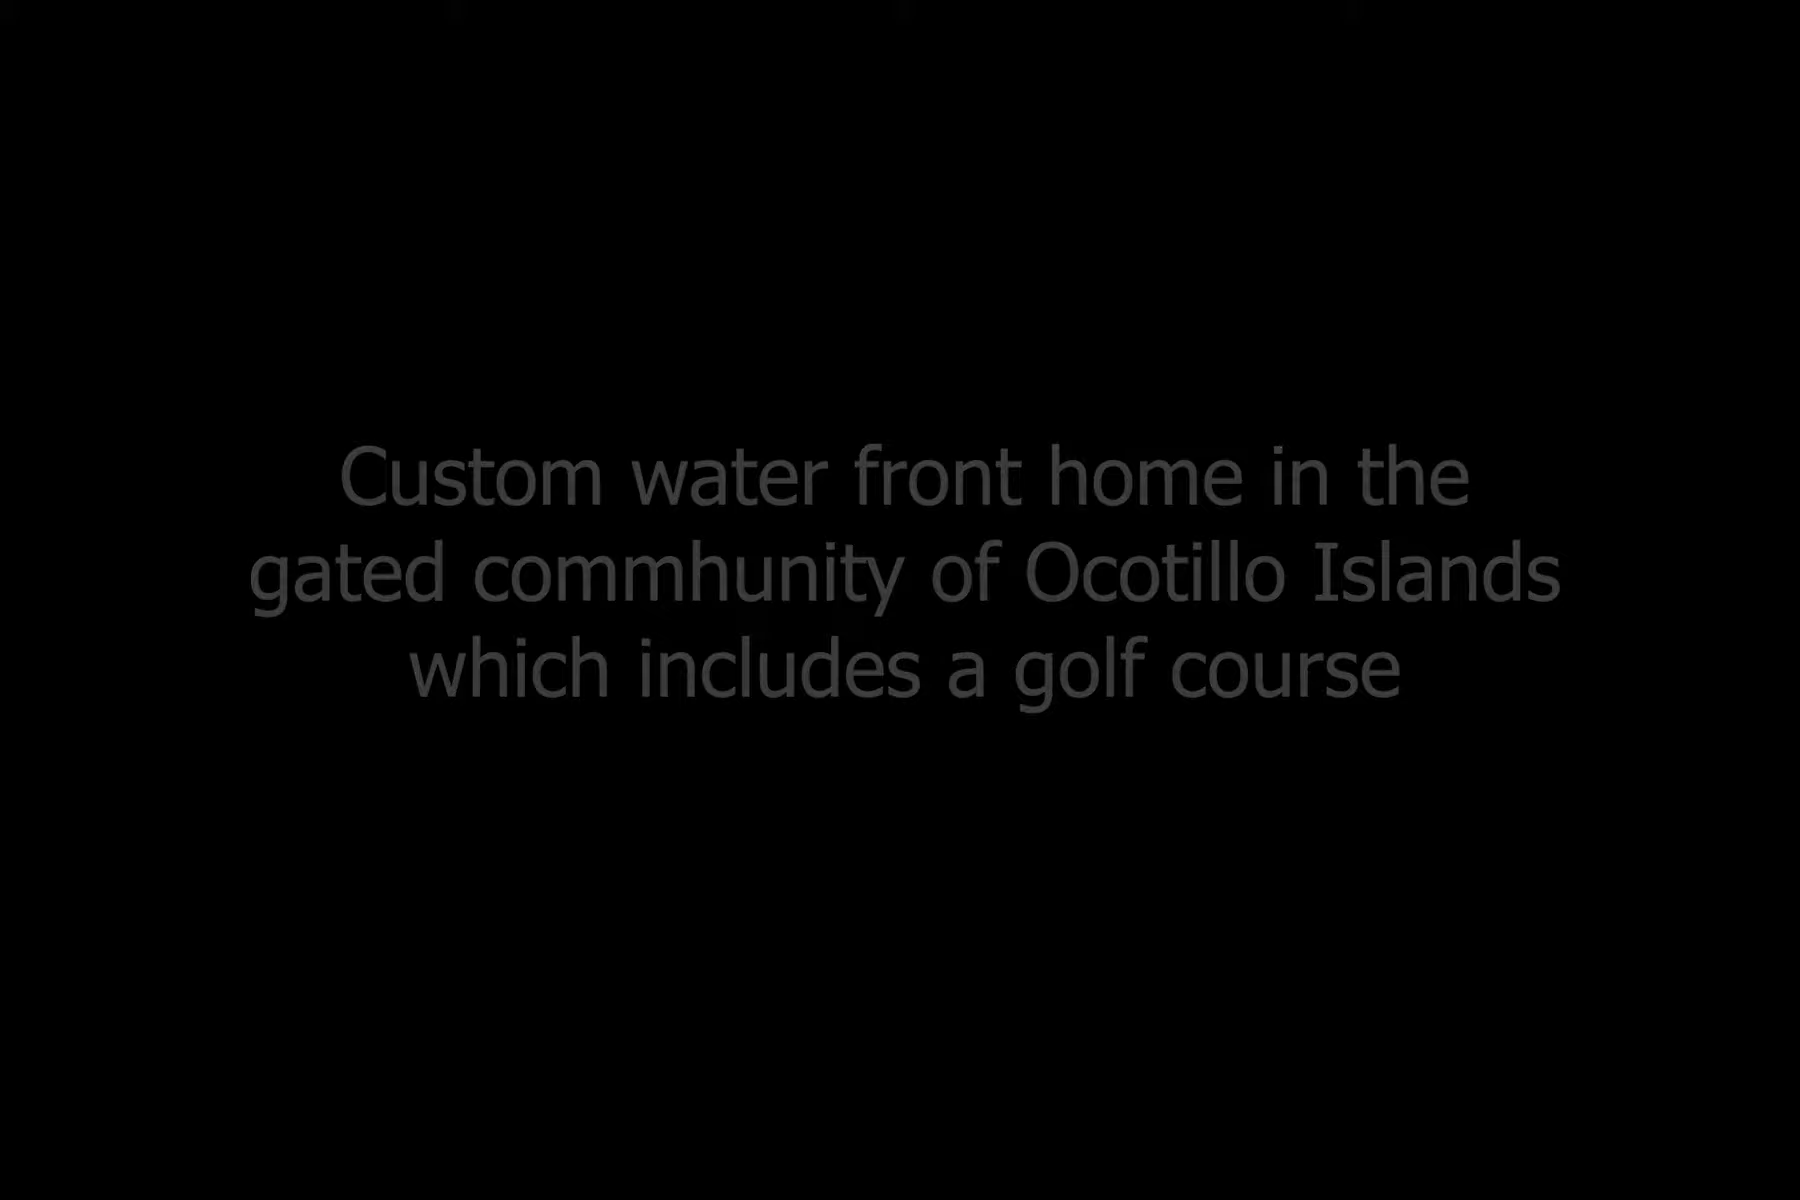 Custom water front home in the
gated commhunity of Ocotillo Islands
which includes a golf course